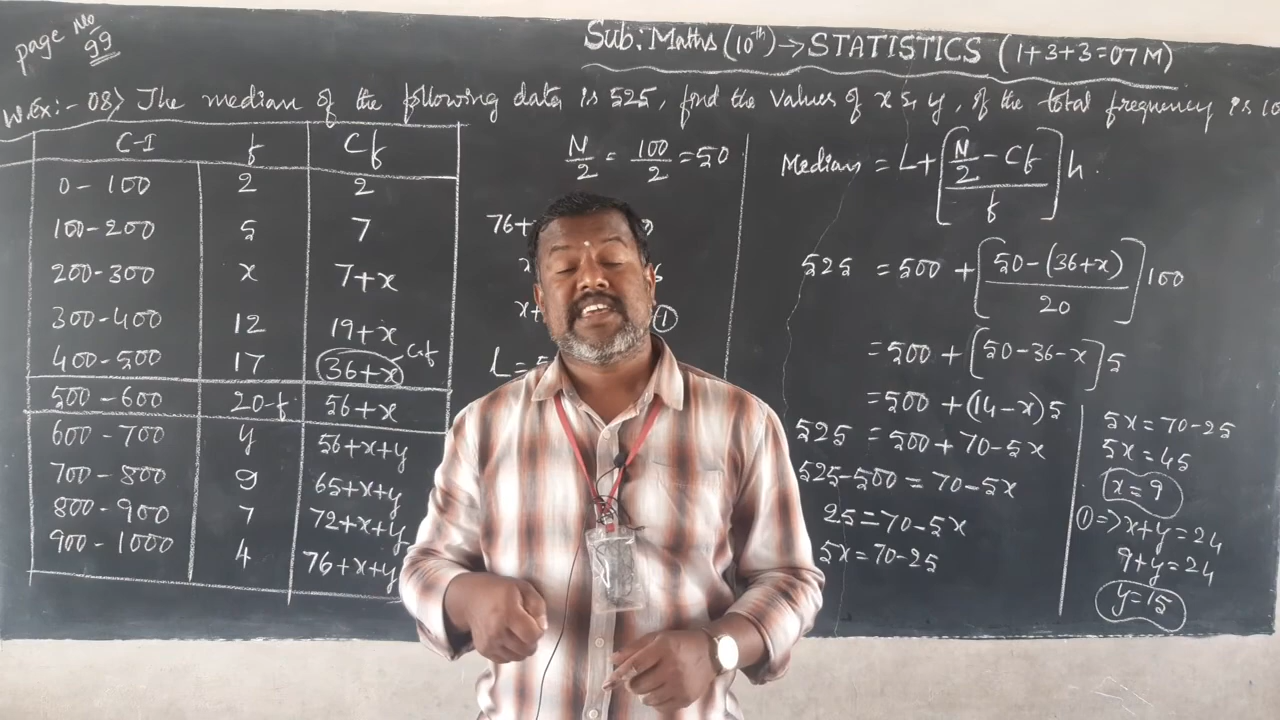 page No
99
Sub: Maths (10th) → STATISTICS (1+3+3=07M)
W.Ex:- 08> The median of the following data is 525, find the values of x & y, if the total frequency is 10
C-I f Cf
0-100 2 2
100-200 5 7
200-300 x 7+x
300-400 12 19+x
400-500 17 36+x Cf
500-600 20-f 56+x
600-700 y 56+x+y
700-800 9 65+x+y
800-900 7 72+x+y
900-1000 4 76+x+y
N/2 = 100/2 = 50
76+
x+ ①
L=5
Median = L+[(N/2 - Cf)/f]h.
525 = 500 + [(50-(36+x))/20]100
= 500 + [50-36-x]5
= 500 + (14-x)5
525 = 500 + 70-5x
525-500 = 70-5x
25 = 70-5x
5x = 70-25
5x = 70-25
5x = 45
x = 9
① => x+y = 24
9+y = 24
y = 15